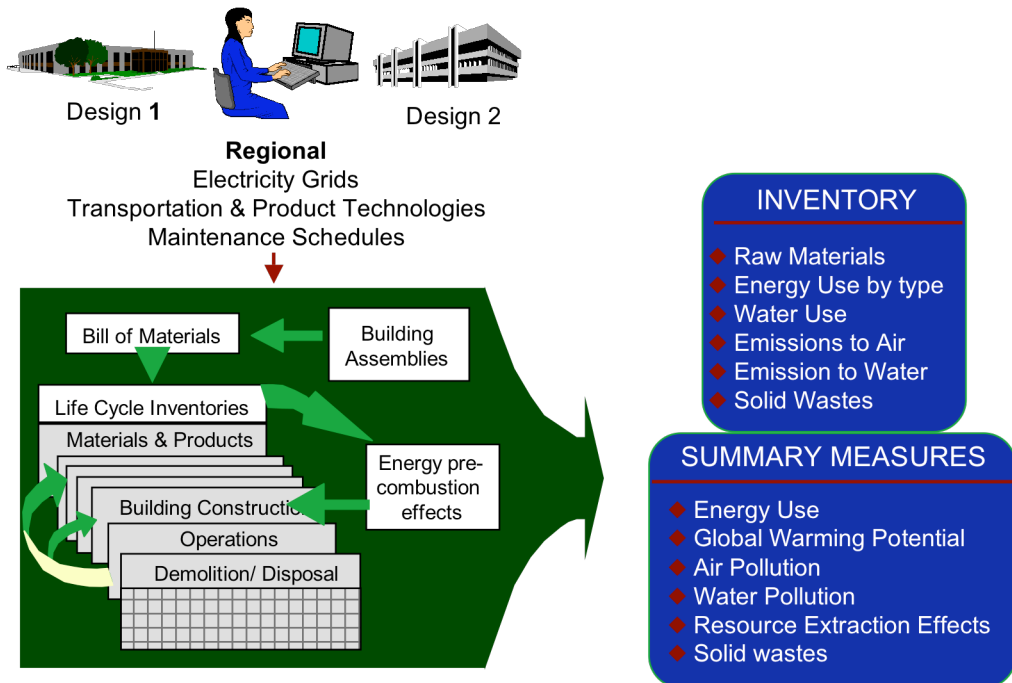 Design 1
Design 2
Regional
Electricity Grids
Transportation & Product Technologies
Maintenance Schedules
Bill of Materials
Building
Assemblies
Life Cycle Inventories
Materials & Products
Energy pre-
combustion
effects
Building Constructio
Operations
Demolition/ Disposal
INVENTORY
Raw Materials
Energy Use by type
Water Use
Emissions to Air
Emission to Water
Solid Wastes
SUMMARY MEASURES
Energy Use
Global Warming Potential
Air Pollution
Water Pollution
Resource Extraction Effects
Solid wastes